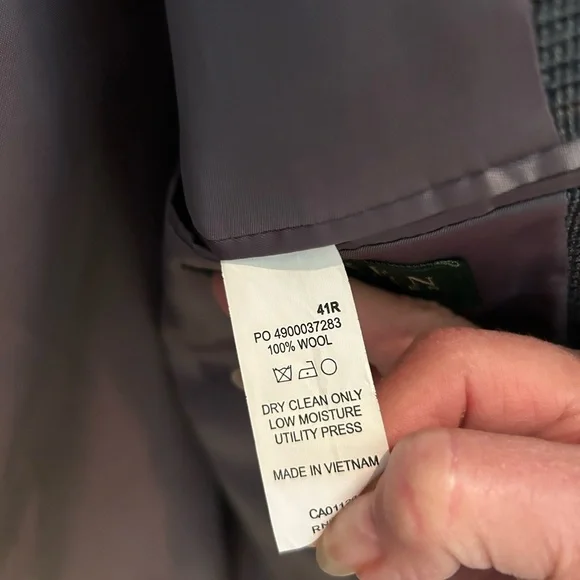 41R
PO 4900037283
100% WOOL
DRY CLEAN ONLY
LOW MOISTURE
UTILITY PRESS
MADE IN VIETNAM